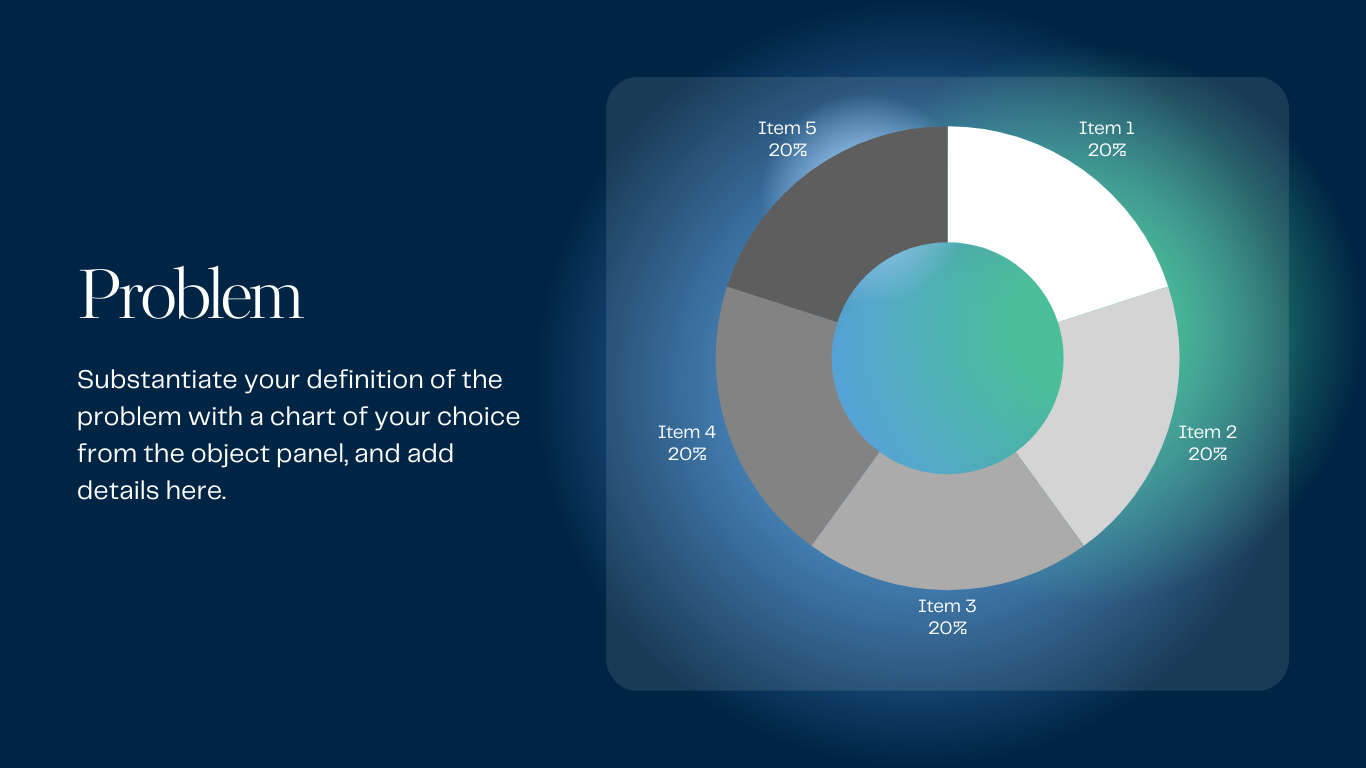 Problem
Substantiate your definition of the
problem with a chart of your choice
from the object panel, and add
details here.
Item 5
20%
Item 1
20%
Item 4
20%
Item 2
20%
Item 3
20%